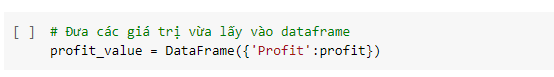 [ ] # Đưa các giá trị vừa lấy vào dataframe
profit_value = DataFrame({'Profit':profit})